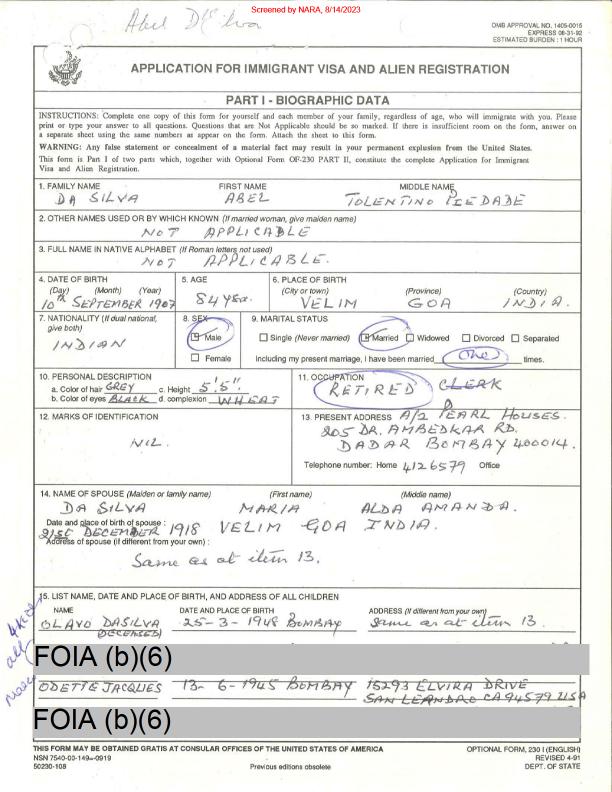 Screened by NARA, 8/14/2023
Abel DSilva
OMB APPROVAL NO. 1405-0015
EXPRESS 08-31-92
ESTIMATED BURDEN: 1 HOUR
APPLICATION FOR IMMIGRANT VISA AND ALIEN REGISTRATION
PART I - BIOGRAPHIC DATA
INSTRUCTIONS: Complete one copy of this form for yourself and each member of your family, regardless of age, who will immigrate with you. Please
print or type your answer to all questions. Questions that are Not Applicable should be so marked. If there is insufficient room on the form, answer on
a separate sheet using the same numbers as appear on the form. Attach the sheet to this form.
WARNING: Any false statement or concealment of a material fact may result in your permanent explusion from the United States.
This form is Part I of two parts which, together with Optional Form OF-230 PART II, constitute the complete Application for Immigrant
Visa and Alien Registration.
1. FAMILY NAME FIRST NAME MIDDLE NAME
DA SILVA ABEL TOLENTINO PIEDADE
2. OTHER NAMES USED OR BY WHICH KNOWN (If married woman, give maiden name)
NOT APPLICABLE
3. FULL NAME IN NATIVE ALPHABET (If Roman letters not used)
NOT APPLICABLE.
4. DATE OF BIRTH 5. AGE 6. PLACE OF BIRTH
(Day) (Month) (Year) (City or town) (Province) (Country)
10th SEPTEMBER 1907 84 yrs. VELIM GOA INDIA.
7. NATIONALITY (If dual national, give both) 8. SEX 9. MARITAL STATUS
INDIAN Male Single (Never married) Married Widowed Divorced Separated
Female Including my present marriage, I have been married (One) times.
10. PERSONAL DESCRIPTION 11. OCCUPATION
a. Color of hair GREY c. Height 5'5". RETIRED CLERK
b. Color of eyes BLACK d. complexion WHEAT
12. MARKS OF IDENTIFICATION 13. PRESENT ADDRESS A/2 PEARL HOUSES.
NIL. 205 DR. AMBEDKAR RD.
DADAR BOMBAY 400014.
Telephone number: Home 4126579 Office
14. NAME OF SPOUSE (Maiden or family name) (First name) (Middle name)
DA SILVA MARIA ALDA AMANDA.
Date and place of birth of spouse :
21st DECEMBER 1918 VELIM GOA INDIA.
Address of spouse (if different from your own) :
Same as at item 13.
15. LIST NAME, DATE AND PLACE OF BIRTH, AND ADDRESS OF ALL CHILDREN
NAME DATE AND PLACE OF BIRTH ADDRESS (If different from your own)
OLAVO DASILVA 25-3-1948 BOMBAY Same as at item 13
(DECEASED)
FOIA (b)(6)
ODETTE JACQUES 13-6-1945 BOMBAY 15293 ELVIRA DRIVE
SAN LEANDRO CA 94579 USA
FOIA (b)(6)
THIS FORM MAY BE OBTAINED GRATIS AT CONSULAR OFFICES OF THE UNITED STATES OF AMERICA OPTIONAL FORM, 230 I (ENGLISH)
NSN 7540-00-149-0919 REVISED 4-91
50230-108 Previous editions obsolete DEPT. OF STATE